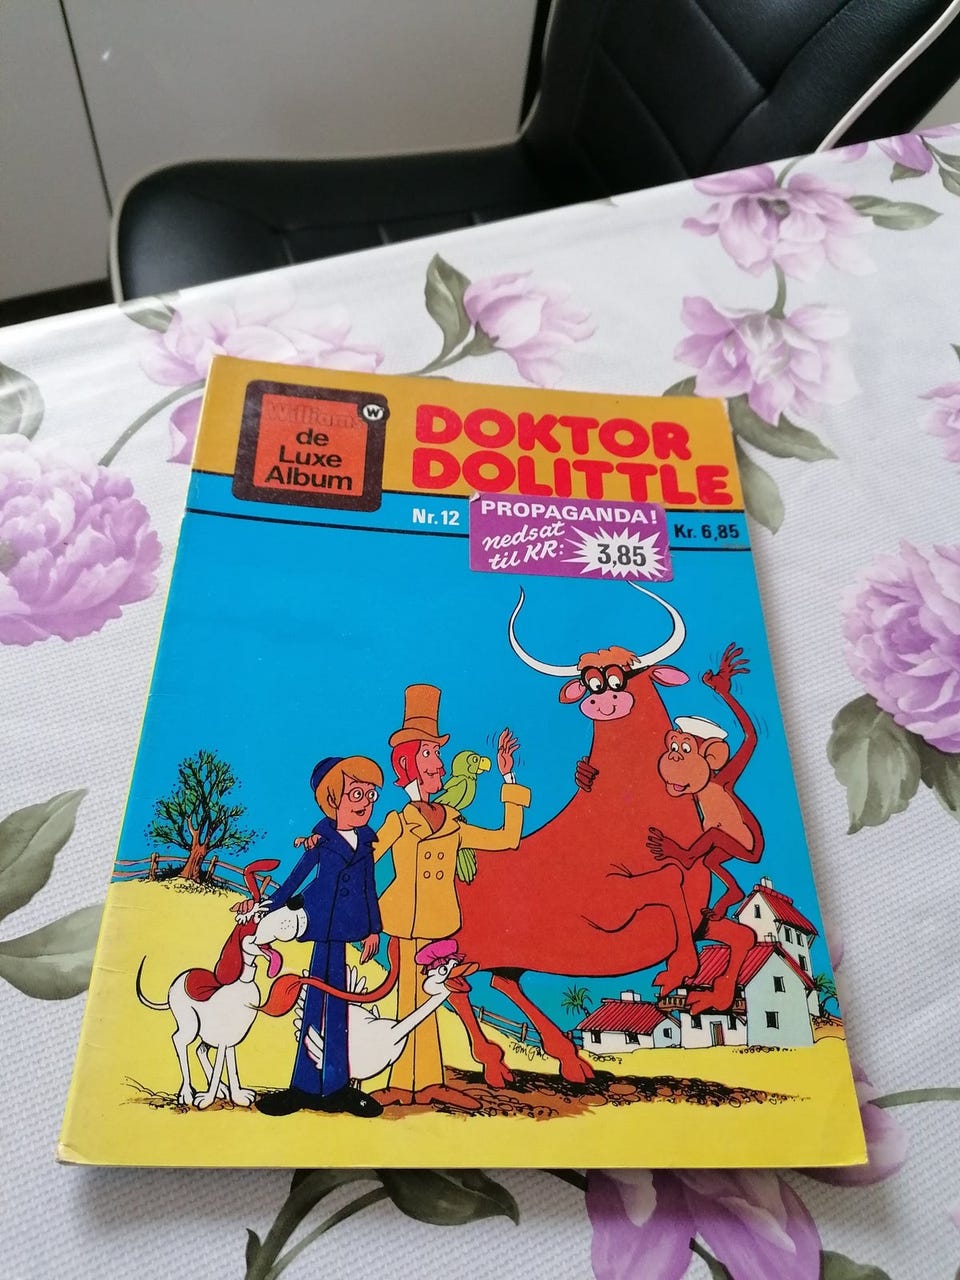 Williams W
de
Luxe
Album
DOKTOR
DOLITTLE
Nr. 12
Kr. 6,85
PROPAGANDA!
nedsat
til KR: 3,85